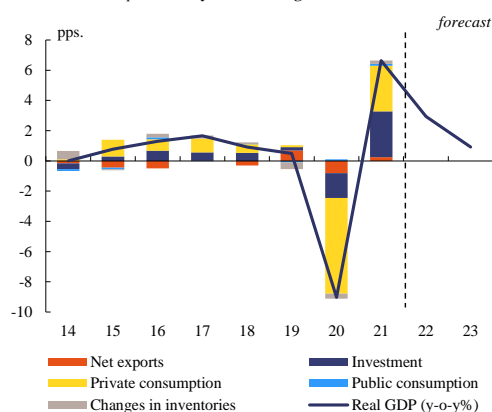 forecast
pps.
8
6
4
2
0
-2
-4
-6
-8
-10
14 15 16 17 18 19 20 21 22 23
Net exports Investment
Private consumption Public consumption
Changes in inventories Real GDP (y-o-y%)